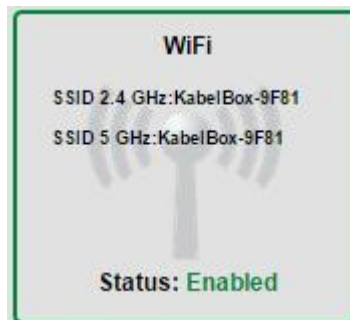 WiFi
SSID 2.4 GHz:KabelBox-9F81
SSID 5 GHz:KabelBox-9F81
Status: Enabled